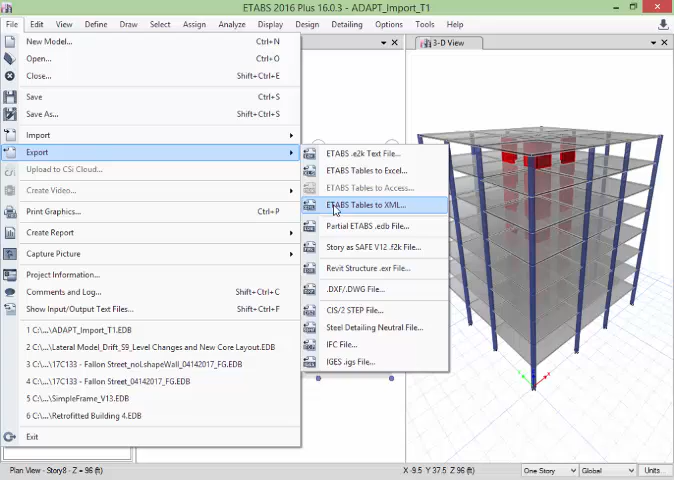 ETABS 2016 Plus 16.0.3 - ADAPT_Import_T1
File Edit View Define Draw Select Assign Analyze Display Design Detailing Options Tools Help
New Model... Ctrl+N
Open... Ctrl+O
Close... Shift+Ctrl+E
Save Ctrl+S
Save As... Shift+Ctrl+S
Import
Export
Upload to CSi Cloud...
Create Video...
Print Graphics... Ctrl+P
Create Report
Capture Picture
Project Information...
Comments and Log... Shift+Ctrl+C
Show Input/Output Text Files... Shift+Ctrl+F
1 C:\...\ADAPT_Import_T1.EDB
2 C:\...\Lateral Model_Drift_S9_Level Changes and New Core Layout.EDB
3 C:\...\17C133 - Fallon Street_noLshapeWall_04142017_FG.EDB
4 C:\...\17C133 - Fallon Street_04142017_FG.EDB
5 C:\...\SimpleFrame_V13.EDB
6 C:\...\Retrofitted Building 4.EDB
Exit
ETABS .e2k Text File...
ETABS Tables to Excel...
ETABS Tables to Access...
ETABS Tables to XML...
Partial ETABS .edb File...
Story as SAFE V12 .f2k File...
Revit Structure .exr File...
.DXF/.DWG File...
CIS/2 STEP File...
Steel Detailing Neutral File...
IFC File...
IGES .igs File...
3-D View
Plan View - Story8 - Z = 96 (ft) X -9.5 Y 37.5 Z 96 (ft) One Story Global Units...